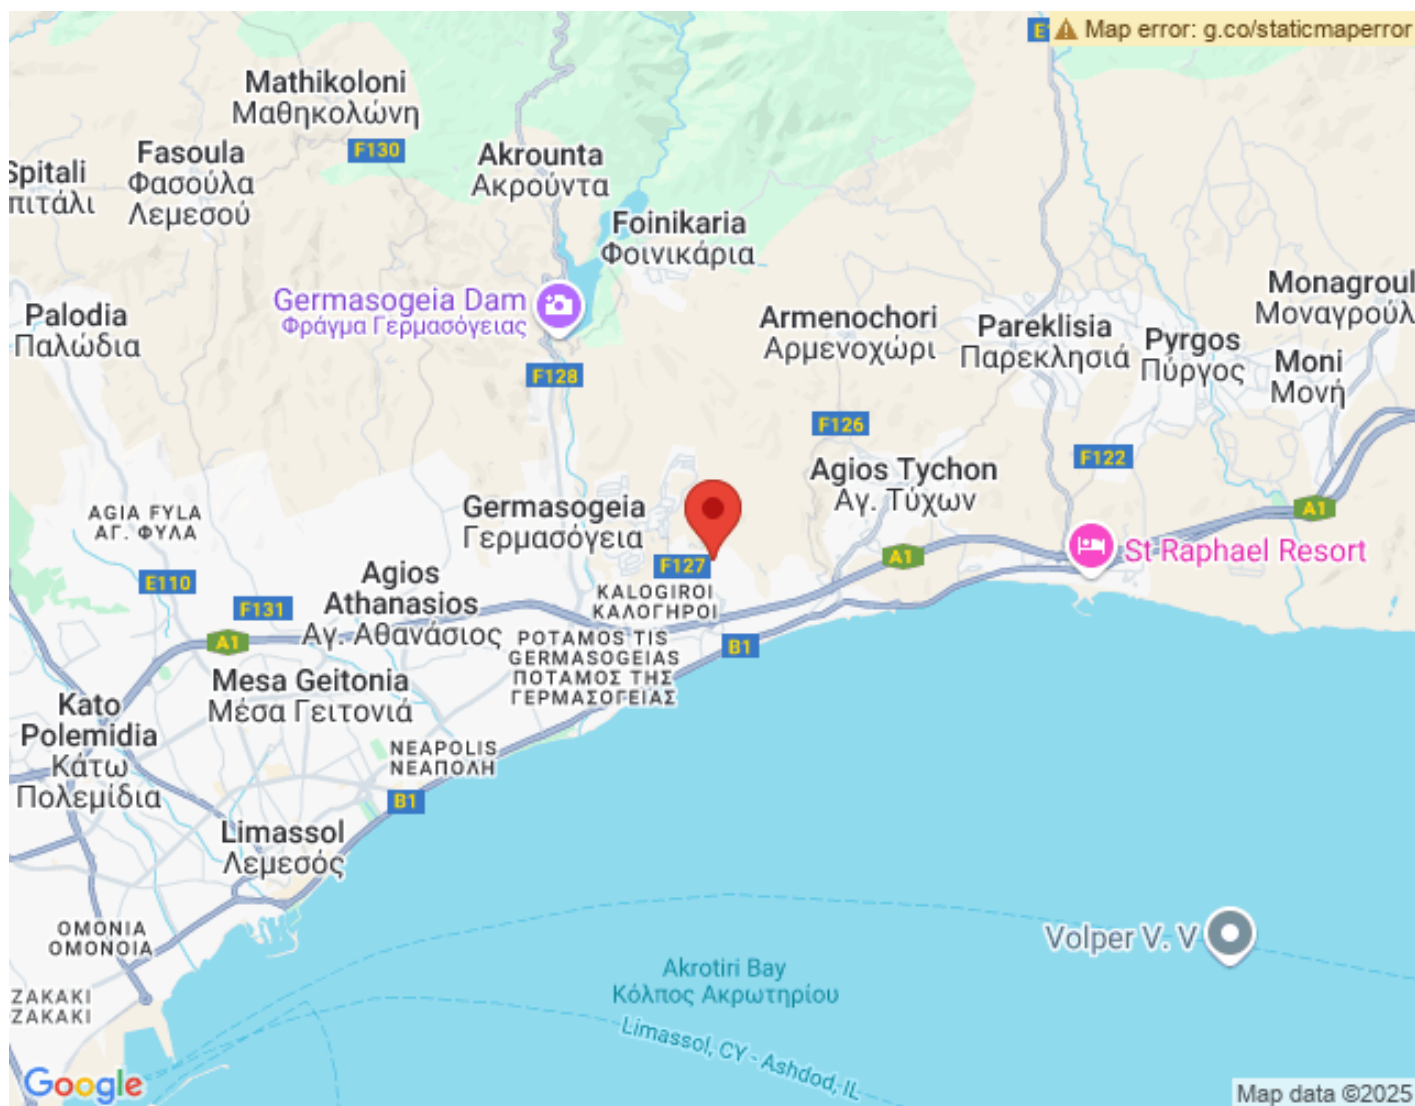 E
Map error: g.co/staticmaperror
Mathikoloni
Μαθηκολώνη
F130
Fasoula
Φασούλα
Λεμεσού
Akrounta
Ακρούντα
Spitali
πιτάλι
Foinikaria
Φοινικάρια
Germasogeia Dam
Φράγμα Γερμασόγειας
Palodia
Παλώδια
Armenochori
Αρμενοχώρι
Pareklisia
Παρεκλησιά
Monagroul
Μοναγρούλ
Pyrgos
Πύργος
Moni
Μονή
F128
F126
F122
Agios Tychon
Αγ. Τύχων
AGIA FYLA
ΑΓ. ΦΥΛΑ
Germasogeia
Γερμασόγεια
A1
St Raphael Resort
A1
F127
E110
KALOGIROI
ΚΑΛΟΓΗΡΟΙ
Agios
Athanasios
Αγ. Αθανάσιος
F131
A1
POTAMOS TIS
GERMASOGEIAS
ΠΟΤΑΜΟΣ ΤΗΣ
ΓΕΡΜΑΣΟΓΕΙΑΣ
B1
Mesa Geitonia
Μέσα Γειτονιά
Kato
Polemidia
Κάτω
Πολεμίδια
NEAPOLIS
ΝΕΑΠΟΛΗ
B1
Limassol
Λεμεσός
OMONIA
ΟΜΟΝΟΙΑ
Volper V. V
Akrotiri Bay
Κόλπος Ακρωτηρίου
ZAKAKI
ΖΑΚΑΚΙ
Limassol, CY - Ashdod, IL
Google
Map data ©2025